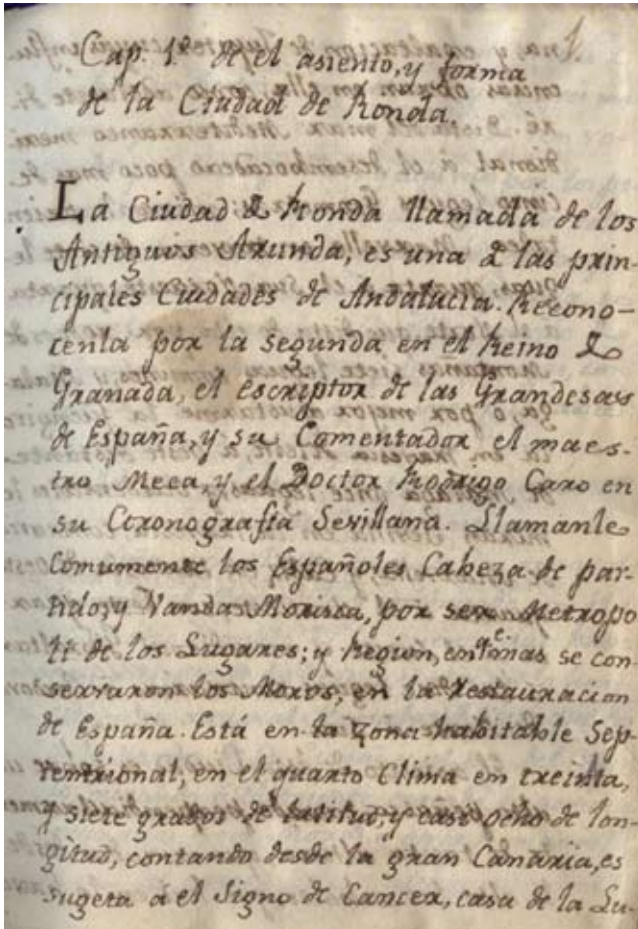 1.
Cap. 1º de el asiento, y forma
de la Ciudad de Ronda.
La Ciudad de Ronda llamada de los
Antiguos Arunda, es una de las prin-
cipales Ciudades de Andalucia. Recono-
cenla por la segunda en el Reino de
Granada, el escriptor de las Grandesas
de España, y su Comentador el maes-
tro Mesa, y el Doctor Rodrigo Caro en
su Coronografia Sevillana. Llamanle
Comumente los Españoles Cabeza de par-
tido, y Vanda Morisca, por ser Metropo
li de los Lugares; y Region, en qe. mas se con
servaron los Moros, en la Restauracion
de España. Está en la zona habitable Sep-
tentrional, en el quarto Clima en treinta,
y siete grados de latitud, y casi ocho de lon-
gitud, contando desde la gran Canaria, es
sugeta á el Signo de Cancer, casa de la Lu-